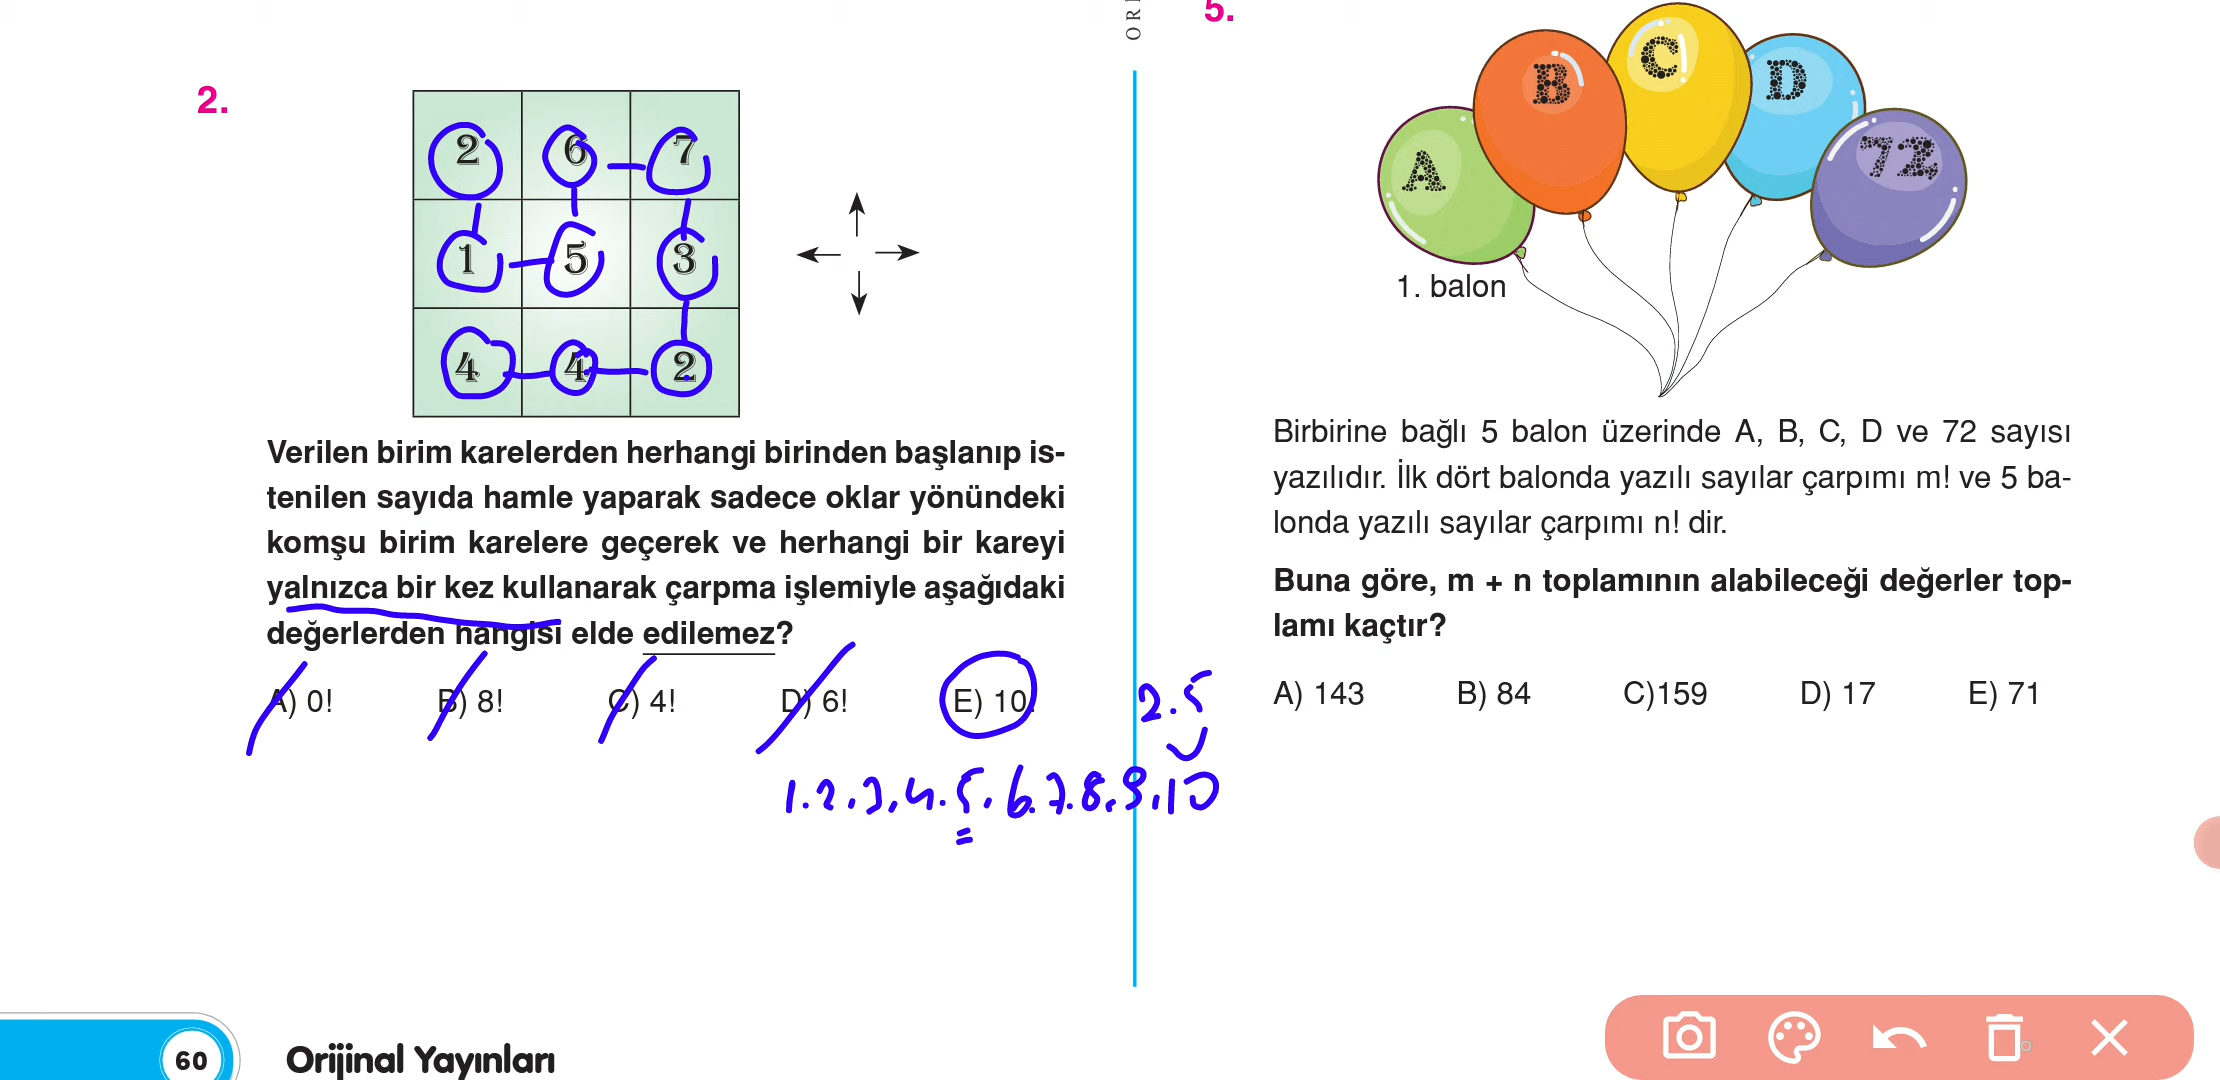 2.
2 6 7
1 5 3
4 4 2
Verilen birim karelerden herhangi birinden başlanıp is-
tenilen sayıda hamle yaparak sadece oklar yönündeki
komşu birim karelere geçerek ve herhangi bir kareyi
yalnızca bir kez kullanarak çarpma işlemiyle aşağıdaki
değerlerden hangisi elde edilemez?
A) 0! B) 8! C) 4! D) 6! E) 10!
2.5
1.2.3.4.5.6.7.8.9.10
60 Orijinal Yayınları
ORİ
5.
A B C D 72
1. balon
Birbirine bağlı 5 balon üzerinde A, B, C, D ve 72 sayısı
yazılıdır. İlk dört balonda yazılı sayılar çarpımı m! ve 5 ba-
londa yazılı sayılar çarpımı n! dir.
Buna göre, m + n toplamının alabileceği değerler top-
lamı kaçtır?
A) 143 B) 84 C)159 D) 17 E) 71